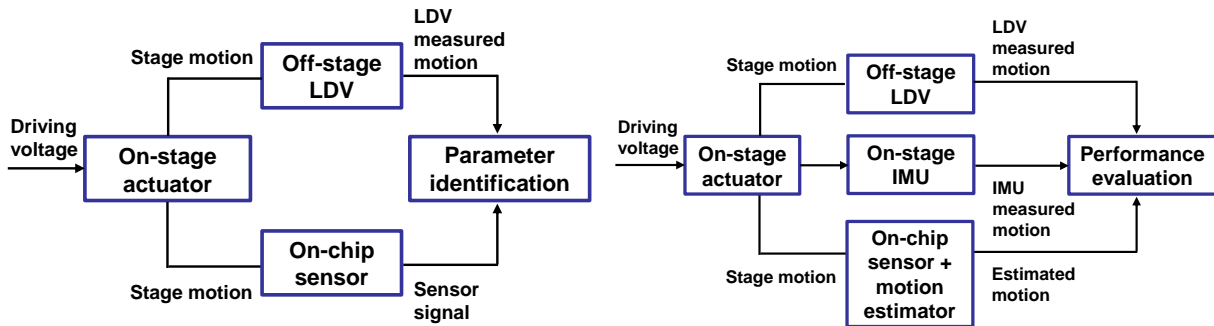 LDV
measured
motion
Stage motion
Off-stage
LDV
Driving
voltage
On-stage
actuator
Parameter
identification
On-chip
sensor
Stage motion
Sensor
signal
LDV
measured
motion
Stage motion
Off-stage
LDV
Driving
voltage
On-stage
actuator
On-stage
IMU
Performance
evaluation
IMU
measured
motion
On-chip
sensor +
motion
estimator
Stage motion
Estimated
motion